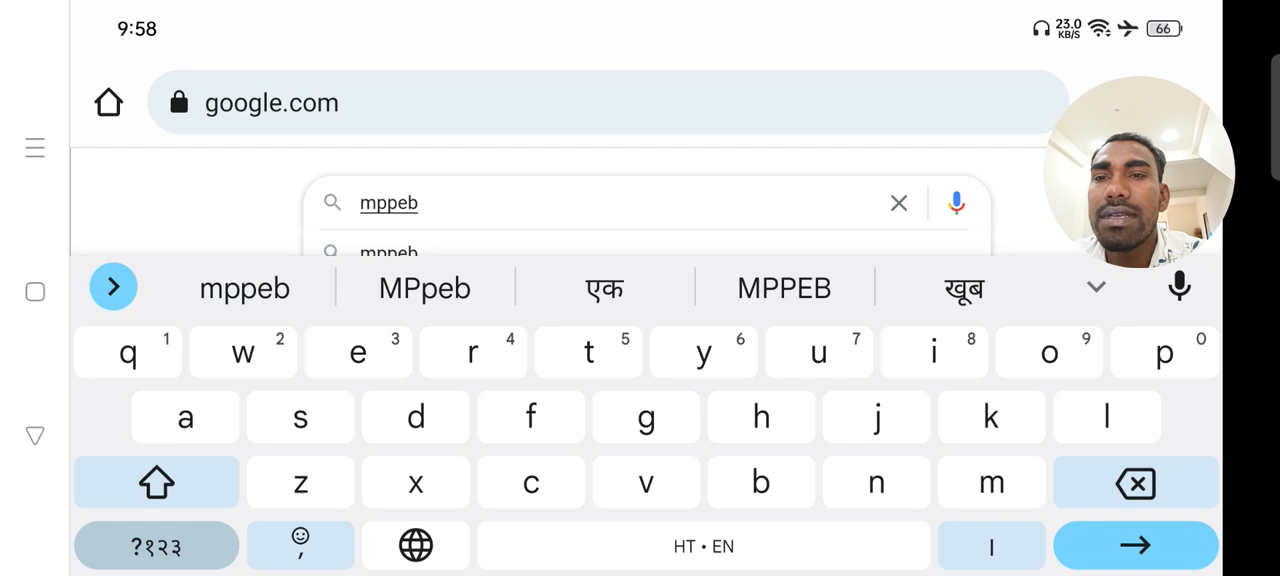 9:58
23.0
KB/S
66
google.com
mppeb
mppeb
mppeb MPpeb एक MPPEB खूब
q 1 w 2 e 3 r 4 t 5 y 6 u 7 i 8 o 9 p 0
a s d f g h j k l
z x c v b n m
?१२३ , HT • EN ।